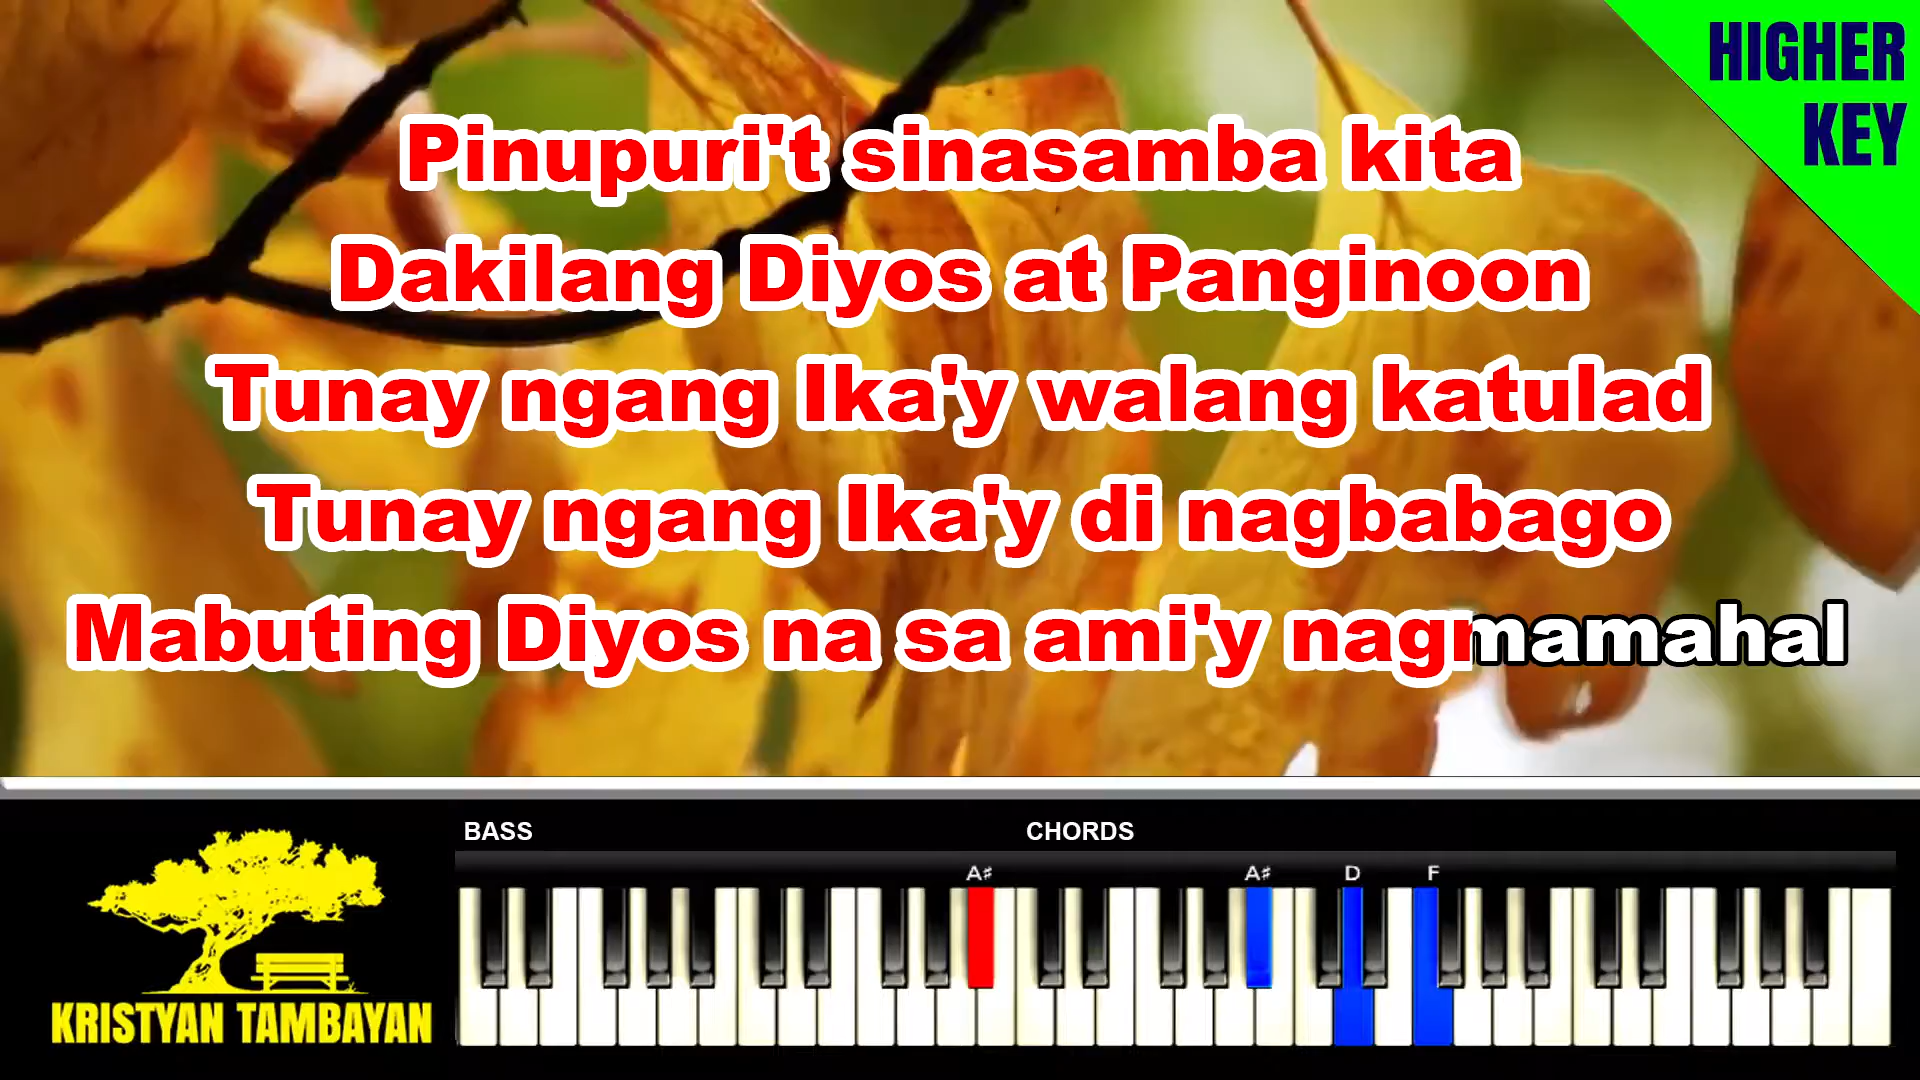 HIGHER
KEY
Pinupuri't sinasamba kita
Dakilang Diyos at Panginoon
Tunay ngang Ika'y walang katulad
Tunay ngang Ika'y di nagbabago
Mabuting Diyos na sa ami'y nagmamahal
BASS
CHORDS
A♯ A♯ D F
KRISTYAN TAMBAYAN